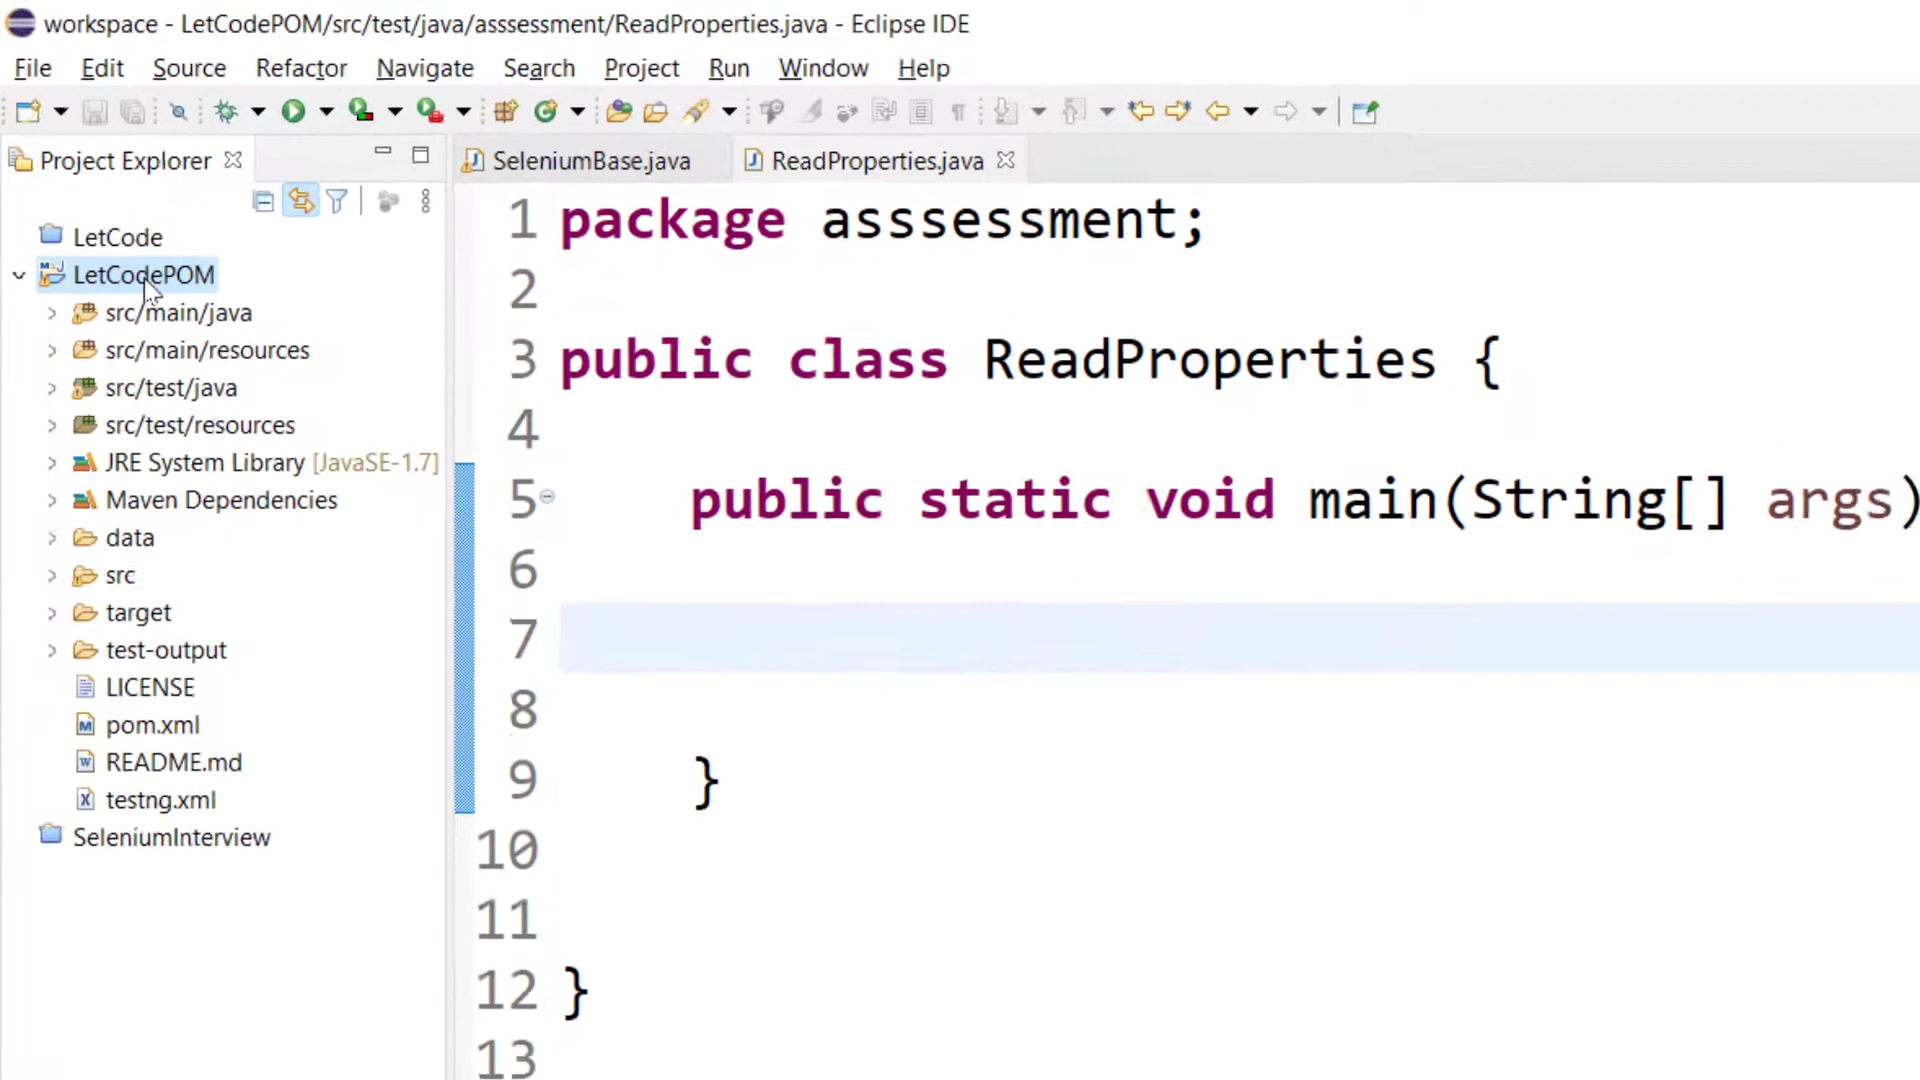 workspace - LetCodePOM/src/test/java/asssessment/ReadProperties.java - Eclipse IDE
File Edit Source Refactor Navigate Search Project Run Window Help
Project Explorer
SeleniumBase.java ReadProperties.java
LetCode
LetCodePOM
src/main/java
src/main/resources
src/test/java
src/test/resources
JRE System Library [JavaSE-1.7]
Maven Dependencies
data
src
target
test-output
LICENSE
pom.xml
README.md
testng.xml
SeleniumInterview
1 package asssessment;
2
3 public class ReadProperties {
4
5 public static void main(String[] args)
6
7
8
9 }
10
11
12 }
13